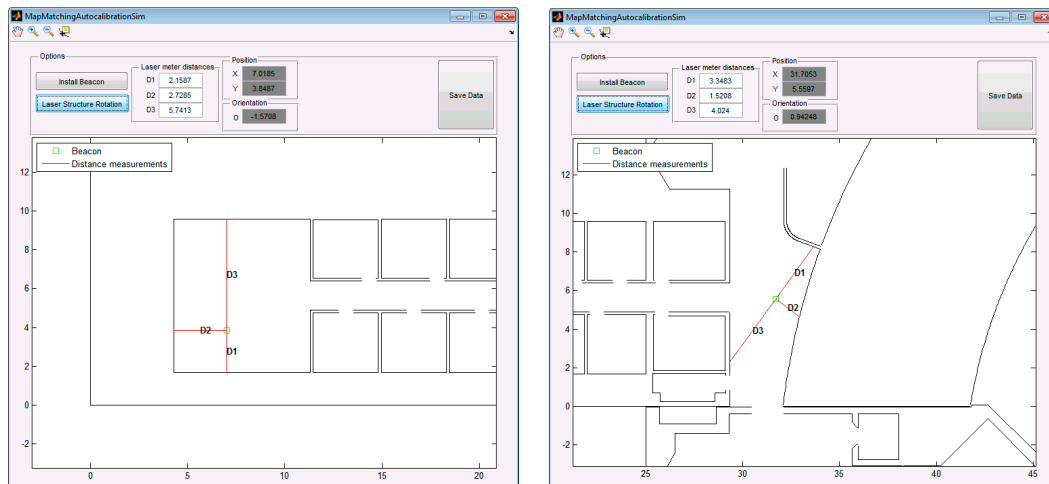 MapMatchingAutocalibrationSim
Options
Install Beacon
Laser Structure Rotation
Laser meter distances
D1 2.1587
D2 2.7285
D3 5.7413
Position
X 7.0185
Y 3.8487
Orientation
O -1.5708
Save Data
Beacon
Distance measurements
12
10
8
6
4
2
0
-2
0 5 10 15 20
D3
D2
D1
MapMatchingAutocalibrationSim
Options
Install Beacon
Laser Structure Rotation
Laser meter distances
D1 3.3483
D2 1.5208
D3 4.024
Position
X 31.7053
Y 5.5597
Orientation
O 0.94248
Save Data
Beacon
Distance measurements
12
10
8
6
4
2
0
-2
25 30 35 40 45
D1
D2
D3